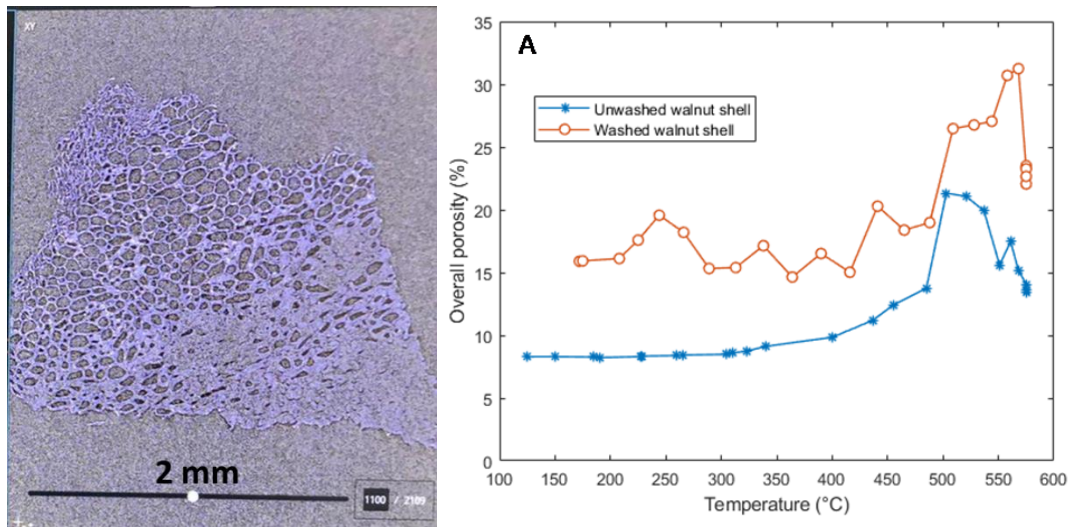 XY
2 mm
1100 / 2109
A
Unwashed walnut shell
Washed walnut shell
Overall porosity (%)
35
30
25
20
15
10
5
0
100 150 200 250 300 350 400 450 500 550 600
Temperature (°C)